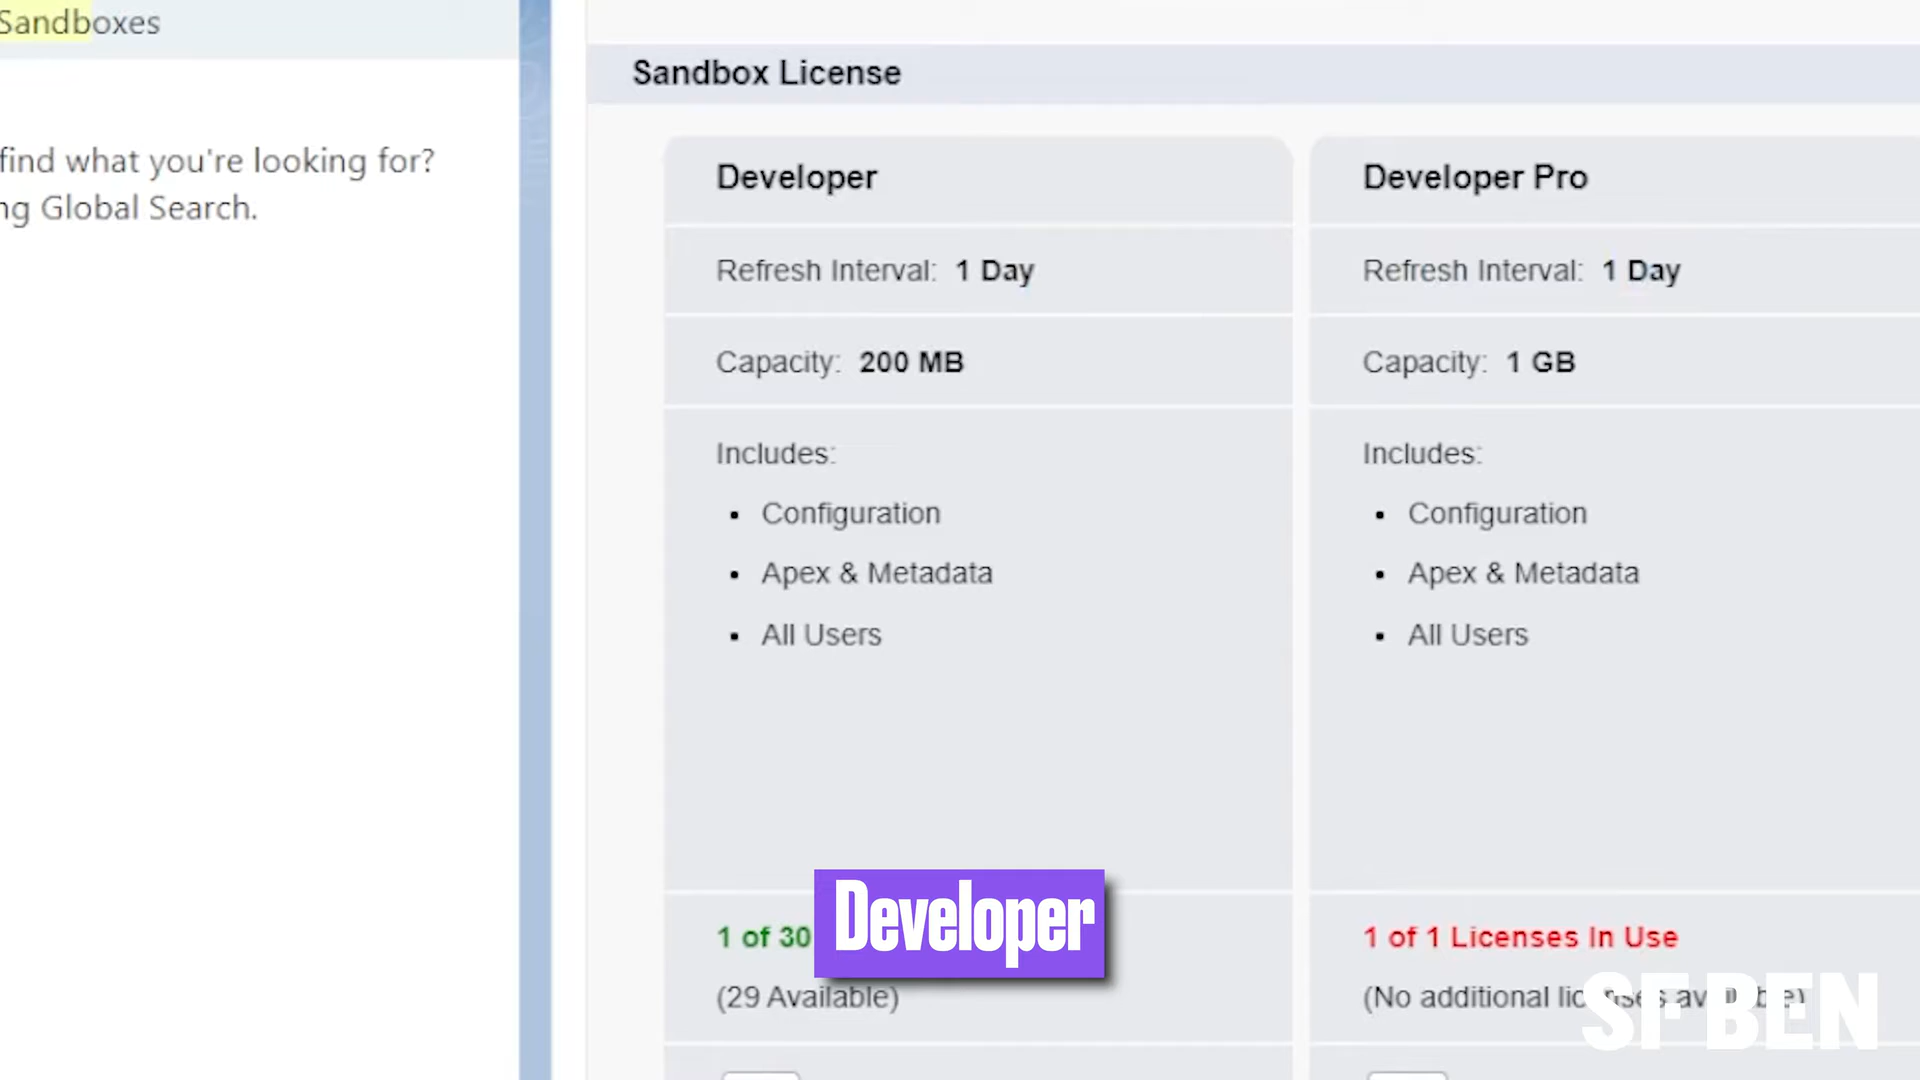 Sandboxes
find what you're looking for?
ng Global Search.
Sandbox License
Developer
Refresh Interval: 1 Day
Capacity: 200 MB
Includes:
Configuration
Apex & Metadata
All Users
1 of 30
(29 Available)
Developer Pro
Refresh Interval: 1 Day
Capacity: 1 GB
Includes:
Configuration
Apex & Metadata
All Users
1 of 1 Licenses In Use
(No additional licenses available)
Developer
SF BEN